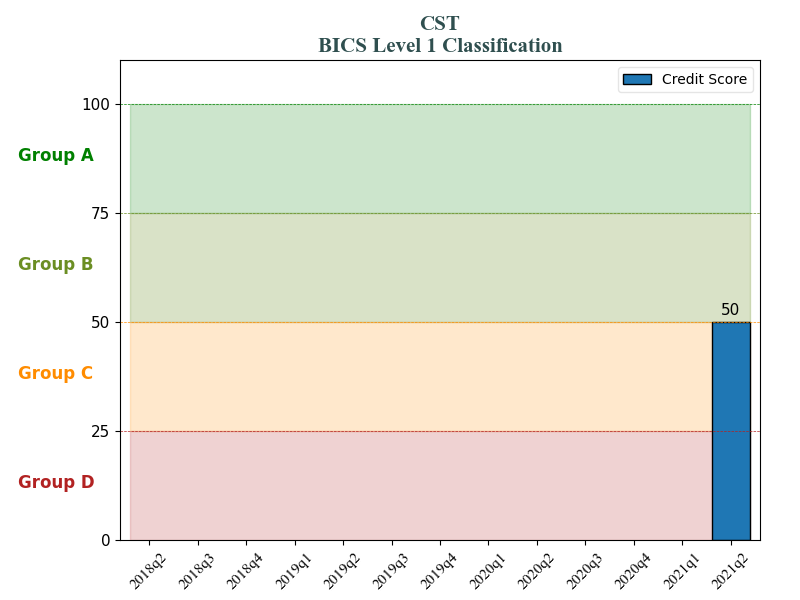 CST
BICS Level 1 Classification
Credit Score
100
Group A
75
Group B
50
50
Group C
25
Group D
0
2018q2
2018q3
2018q4
2019q1
2019q2
2019q3
2019q4
2020q1
2020q2
2020q3
2020q4
2021q1
2021q2